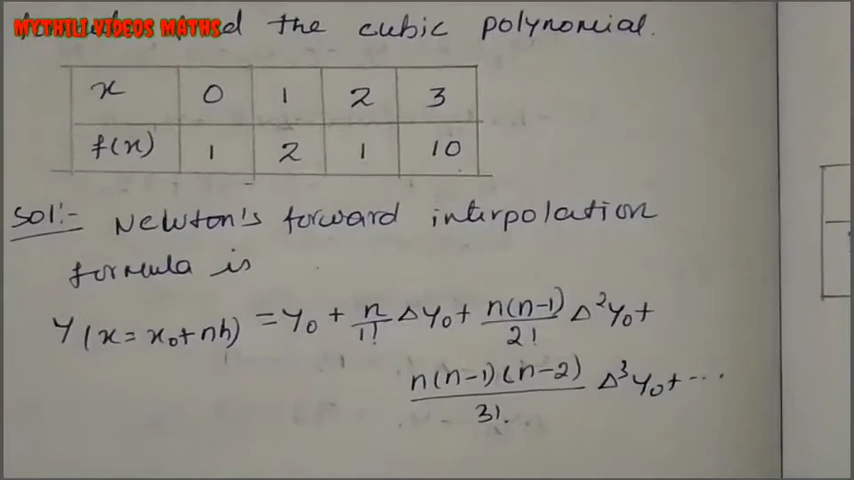 MYTHILI VIDEOS MATHS the cubic polynomial.
x 0 1 2 3
f(x) 1 2 1 10
Sol:- Newton's forward interpolation
formula is
Y(x = x₀ + nh) = Y₀ + n/1! ΔY₀ + n(n-1)/2! Δ²Y₀ +
n(n-1)(n-2)/3! Δ³Y₀ + ...